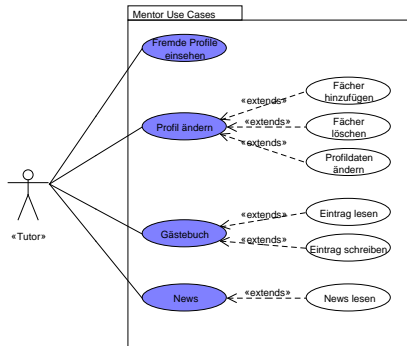 Mentor Use Cases
Fremde Profile
einsehen
Fächer
hinzufügen
«extends»
Profil ändern
«extends»
Fächer
löschen
«extends»
Profildaten
ändern
«Tutor»
«extends»
Eintrag lesen
Gästebuch
«extends»
Eintrag schreiben
News
«extends»
News lesen